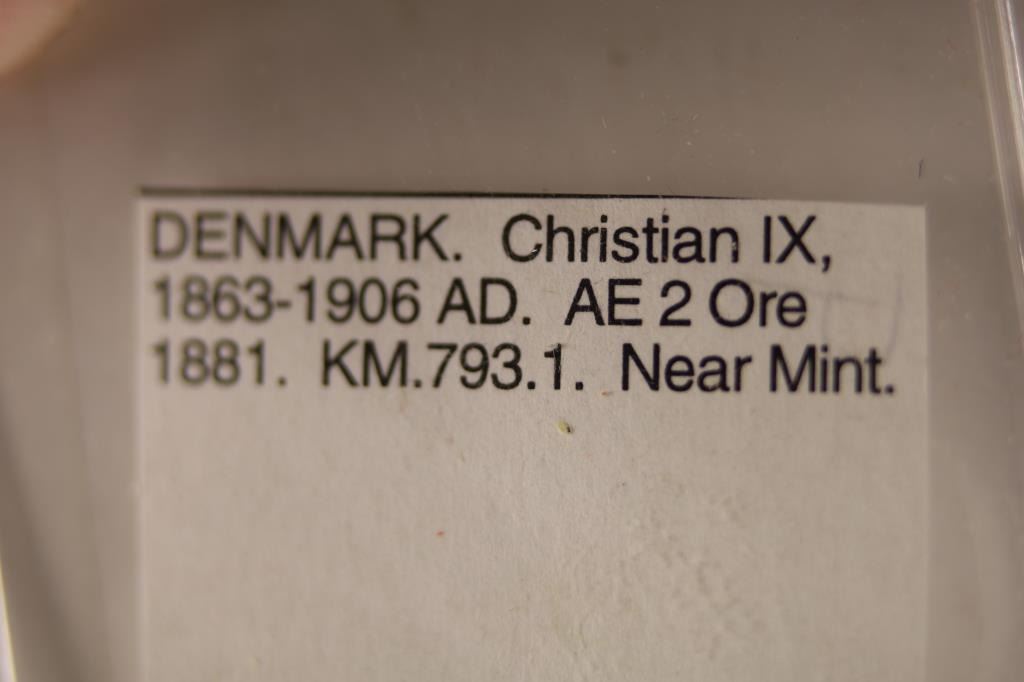 DENMARK. Christian IX,
1863-1906 AD. AE 2 Ore
1881. KM.793.1. Near Mint.